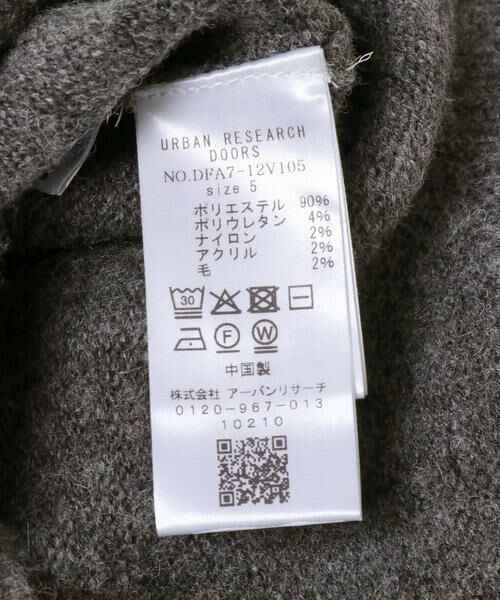 URBAN RESEARCH
DOORS
NO.DFA7-12V105
size 5
ポリエステル 90%
ポリウレタン 4%
ナイロン 2%
アクリル 2%
毛 2%
30
F W
中国製
株式会社 アーバンリサーチ
0120-967-013
10210